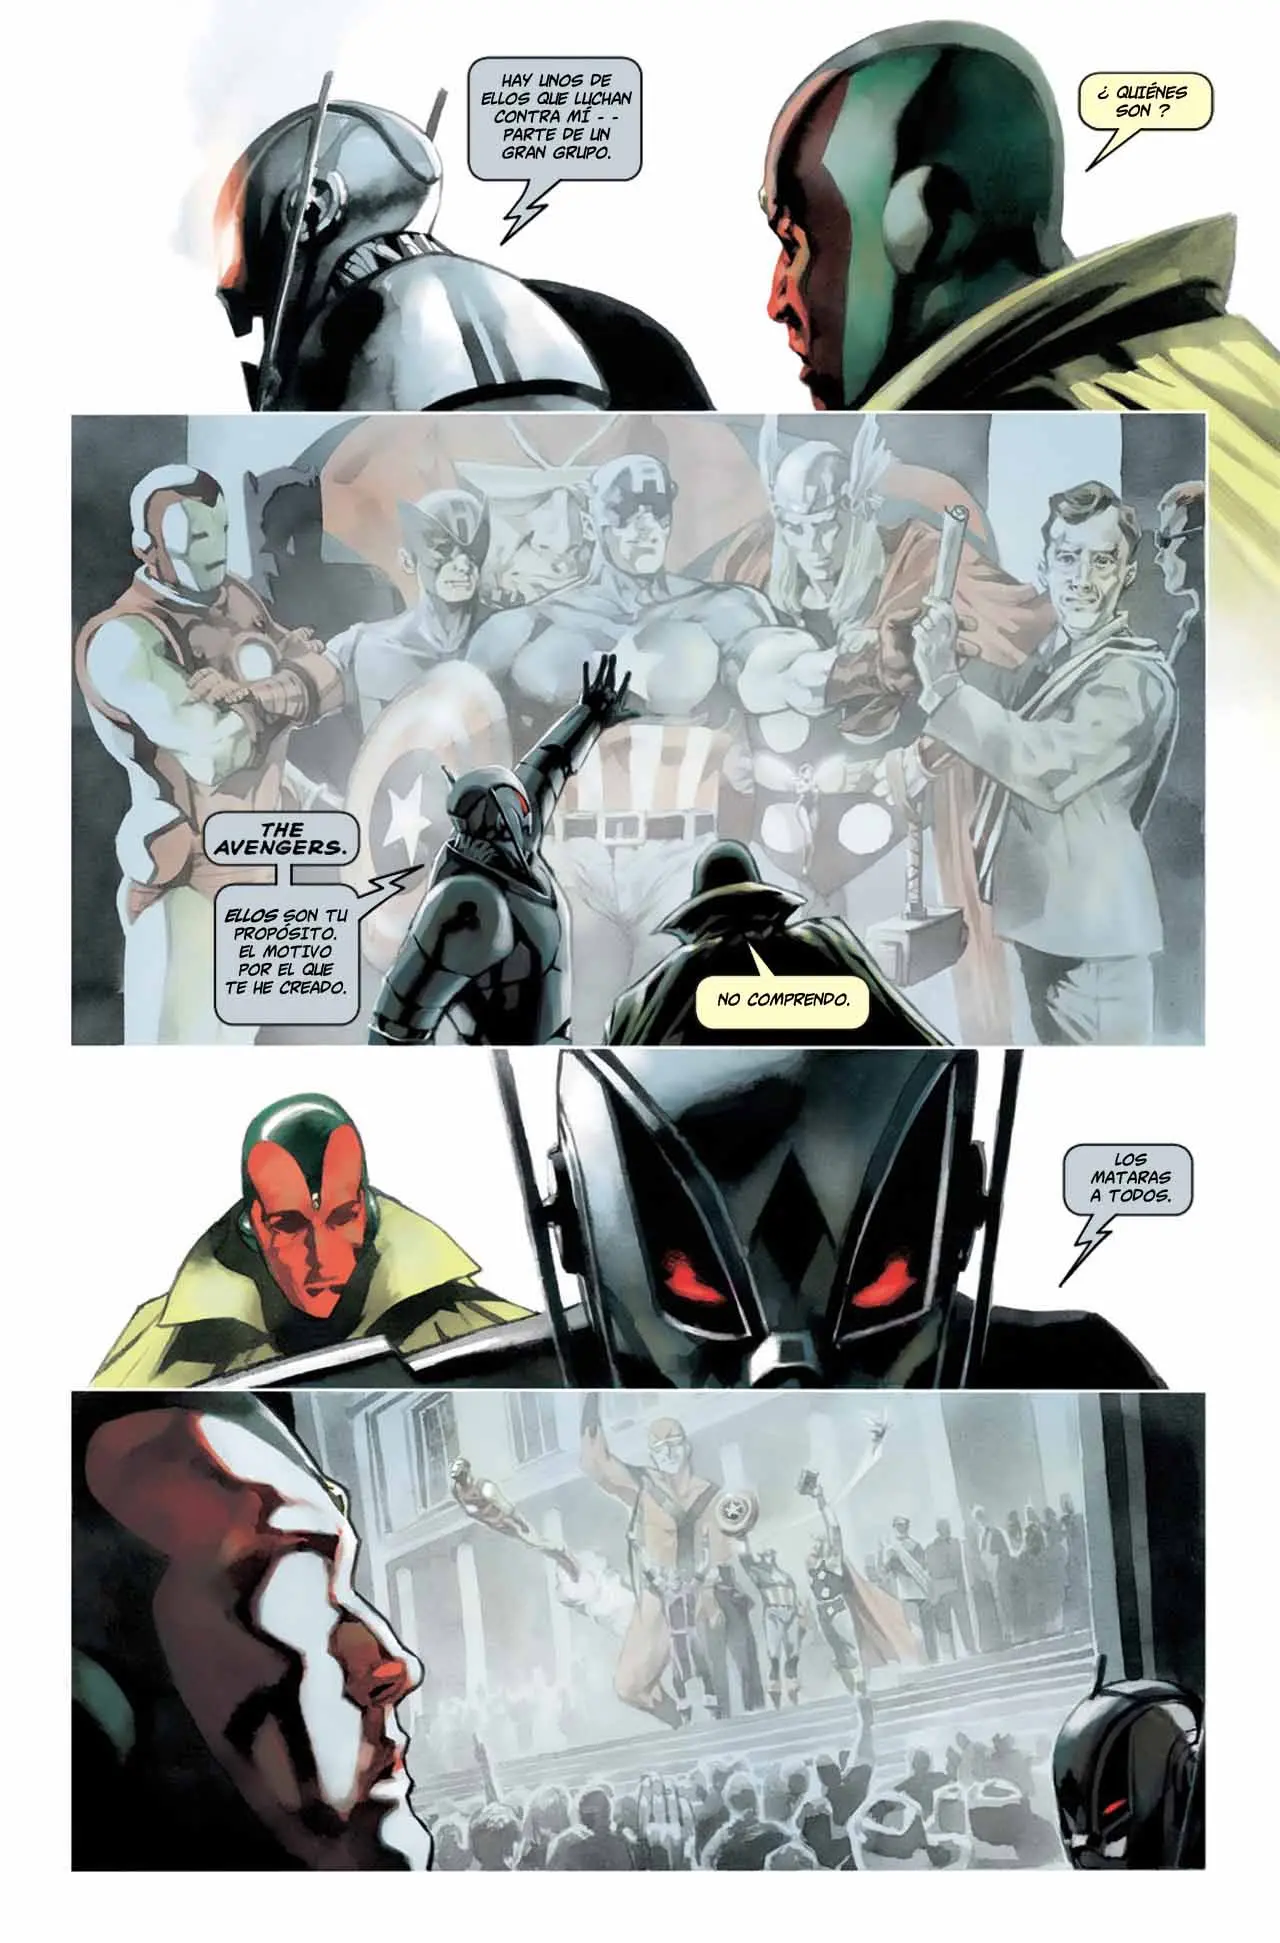 HAY UNOS DE
ELLOS QUE LUCHAN
CONTRA MÍ - -
PARTE DE UN
GRAN GRUPO.
¿ QUIÉNES
SON ?
THE
AVENGERS.
ELLOS SON TU
PROPÓSITO.
EL MOTIVO
POR EL QUE
TE HE CREADO.
NO COMPRENDO.
LOS
MATARAS
A TODOS.